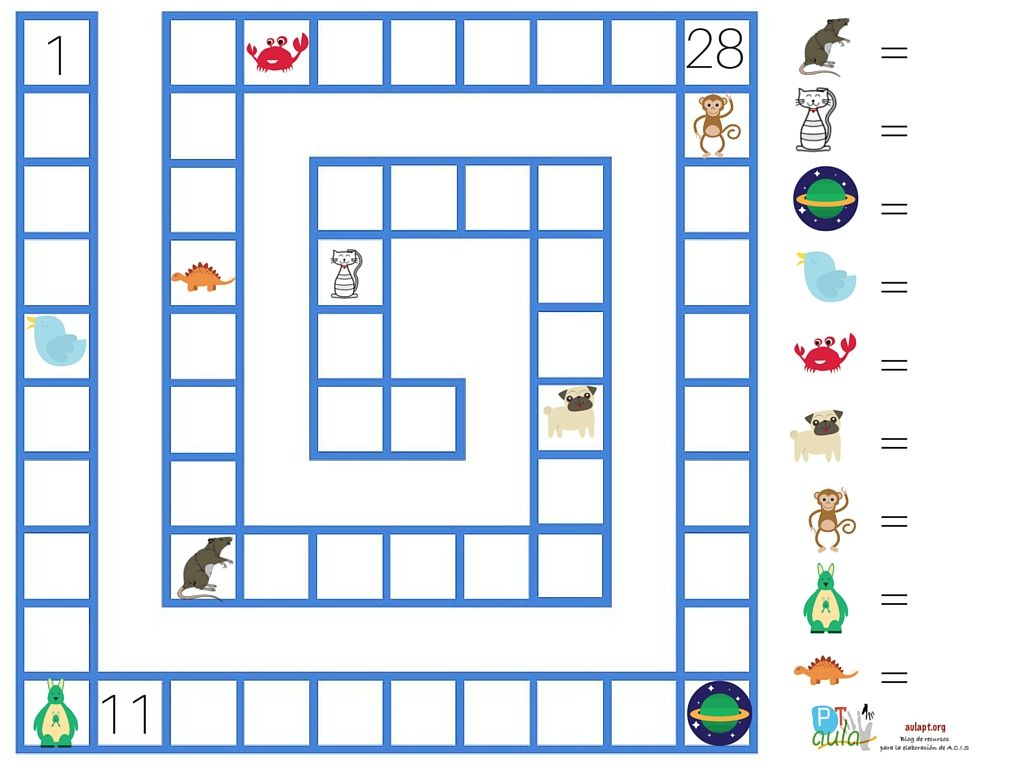 1
28
=
=
=
=
=
=
=
=
=
11
PT
aula
aulapt.org
Blog de recursos
para la elaboración de A.C.I.S